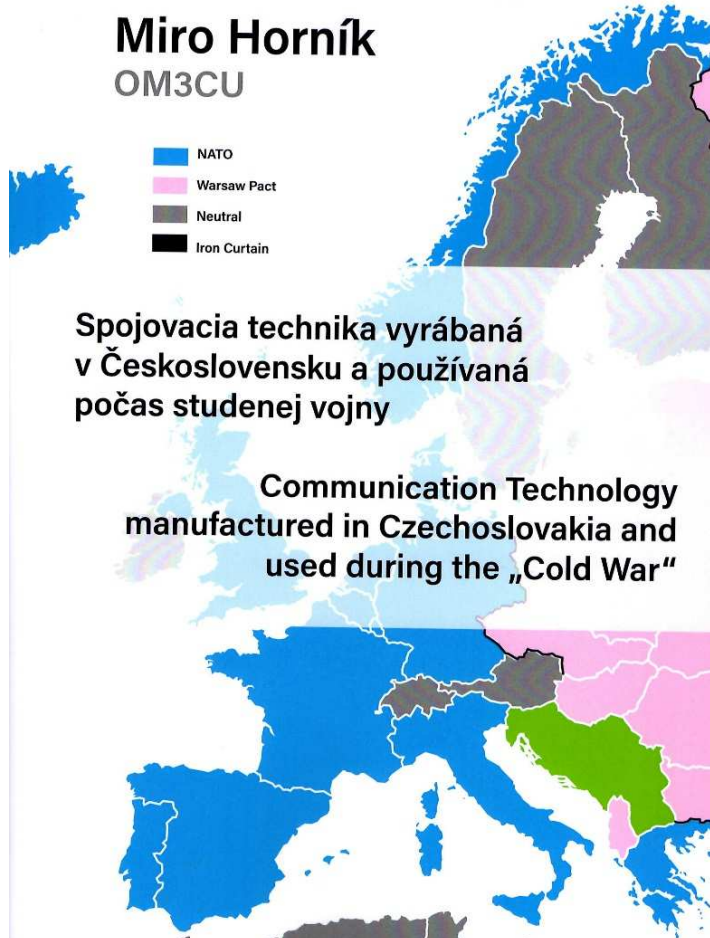 Miro Horník
OM3CU
NATO
Warsaw Pact
Neutral
Iron Curtain
Spojovacia technika vyrábaná
v Československu a používaná
počas studenej vojny
Communication Technology
manufactured in Czechoslovakia and
used during the „Cold War“